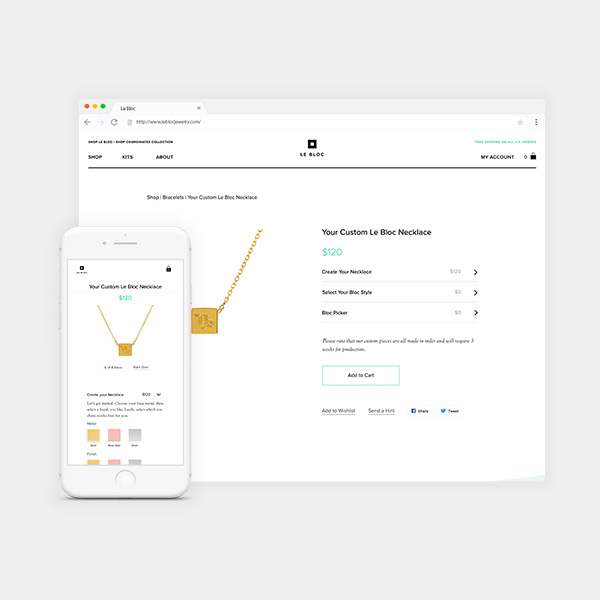 Le Bloc
http://www.leblocjewelry.com/
SHOP LE BLOC | SHOP COORDINATES COLLECTION
FREE SHIPPING ON ALL U.S. ORDERS
LE BLOC
SHOP KITS ABOUT
MY ACCOUNT 0
Shop | Bracelets | Your Custom Le Bloc Necklace
Your Custom Le Bloc Necklace
$120
Create Your Necklace $120
Select Your Bloc Style $0
Bloc Picker $0
Please note that our custom pieces are all made to order and will require 3
weeks for production.
Add to Cart
Add to Wishlist Send a Hint Share Tweet
LE BLOC
Your Custom Le Bloc Necklace
$120
Start Over
Create your Necklace $120
Let's get started. Choose your base metal, then
select a finish you like. Lastly, select which
chain works best for you.
Metal
Gold Rose Gold Silver
Finish